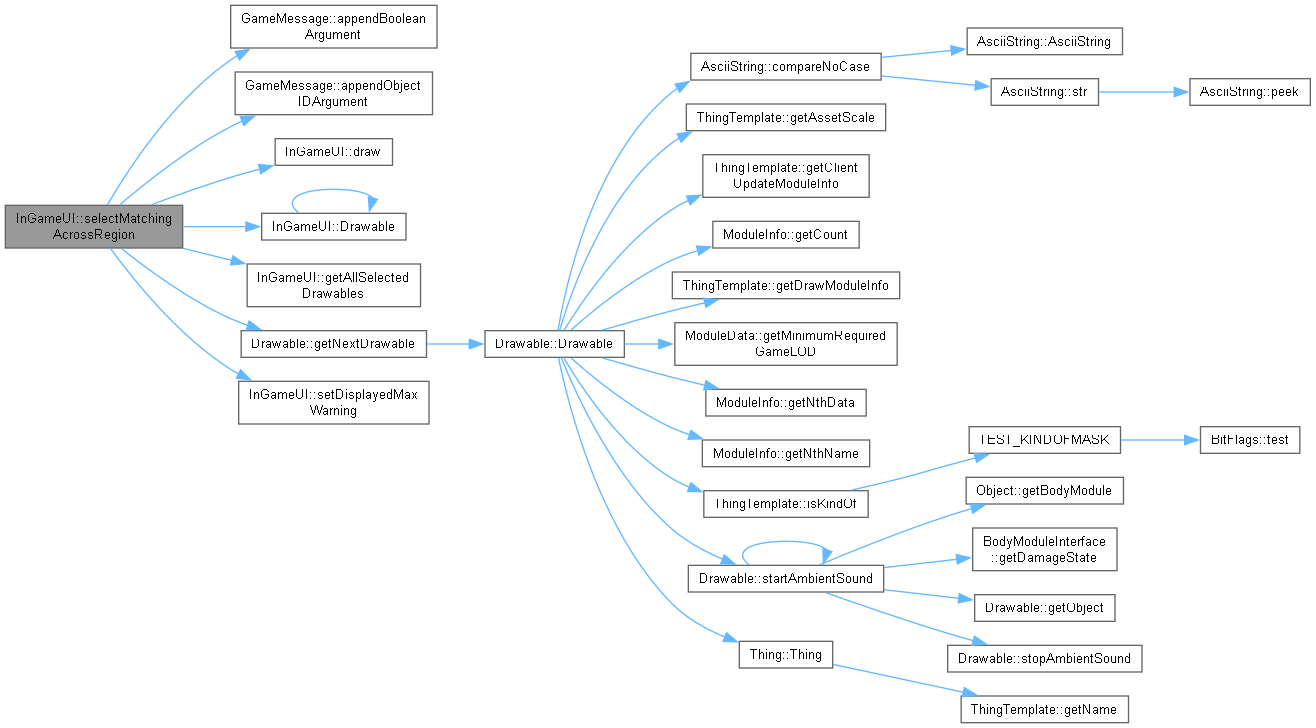 InGameUI::selectMatching
AcrossRegion
GameMessage::appendBoolean
Argument
GameMessage::appendObject
IDArgument
InGameUI::draw
InGameUI::Drawable
InGameUI::getAllSelected
Drawables
Drawable::getNextDrawable
InGameUI::setDisplayedMax
Warning
Drawable::Drawable
AsciiString::compareNoCase
ThingTemplate::getAssetScale
ThingTemplate::getClient
UpdateModuleInfo
ModuleInfo::getCount
ThingTemplate::getDrawModuleInfo
ModuleData::getMinimumRequired
GameLOD
ModuleInfo::getNthData
ModuleInfo::getNthName
ThingTemplate::isKindOf
Drawable::startAmbientSound
Thing::Thing
AsciiString::AsciiString
AsciiString::str
AsciiString::peek
TEST_KINDOFMASK
BitFlags::test
Object::getBodyModule
BodyModuleInterface
::getDamageState
Drawable::getObject
Drawable::stopAmbientSound
ThingTemplate::getName